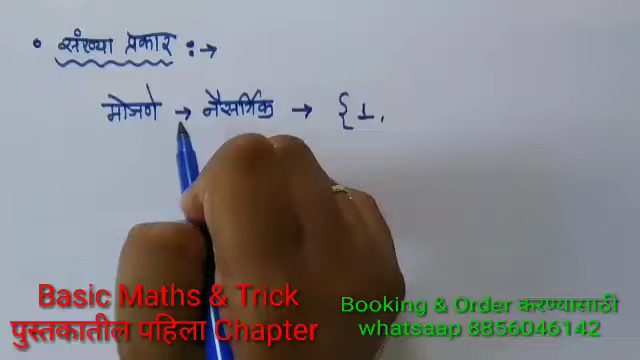 • संख्या प्रकार :→
मोजणे → नैसर्गिक → {1,
Basic Maths & Trick
पुस्तकातील पहिला Chapter
Booking & Order करण्यासाठी
whatsaap 8856046142